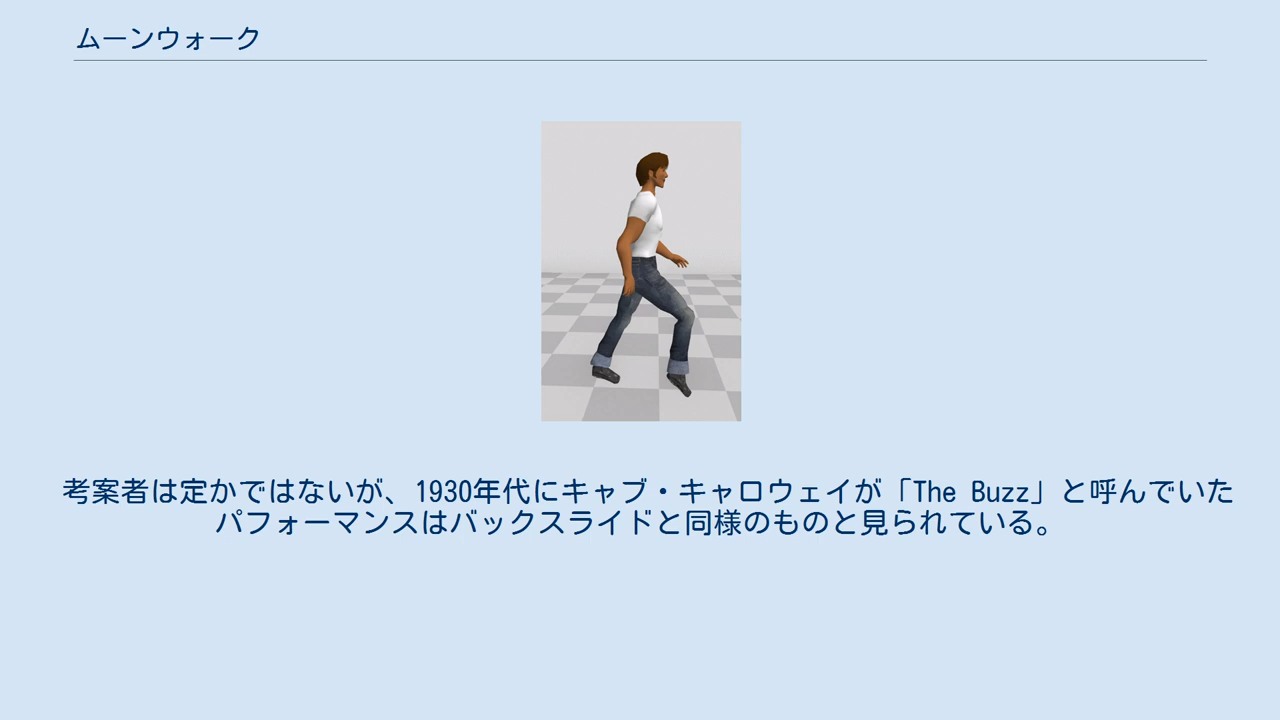 ムーンウォーク
考案者は定かではないが、1930年代にキャブ・キャロウェイが「The Buzz」と呼んでいた
パフォーマンスはバックスライドと同様のものと見られている。